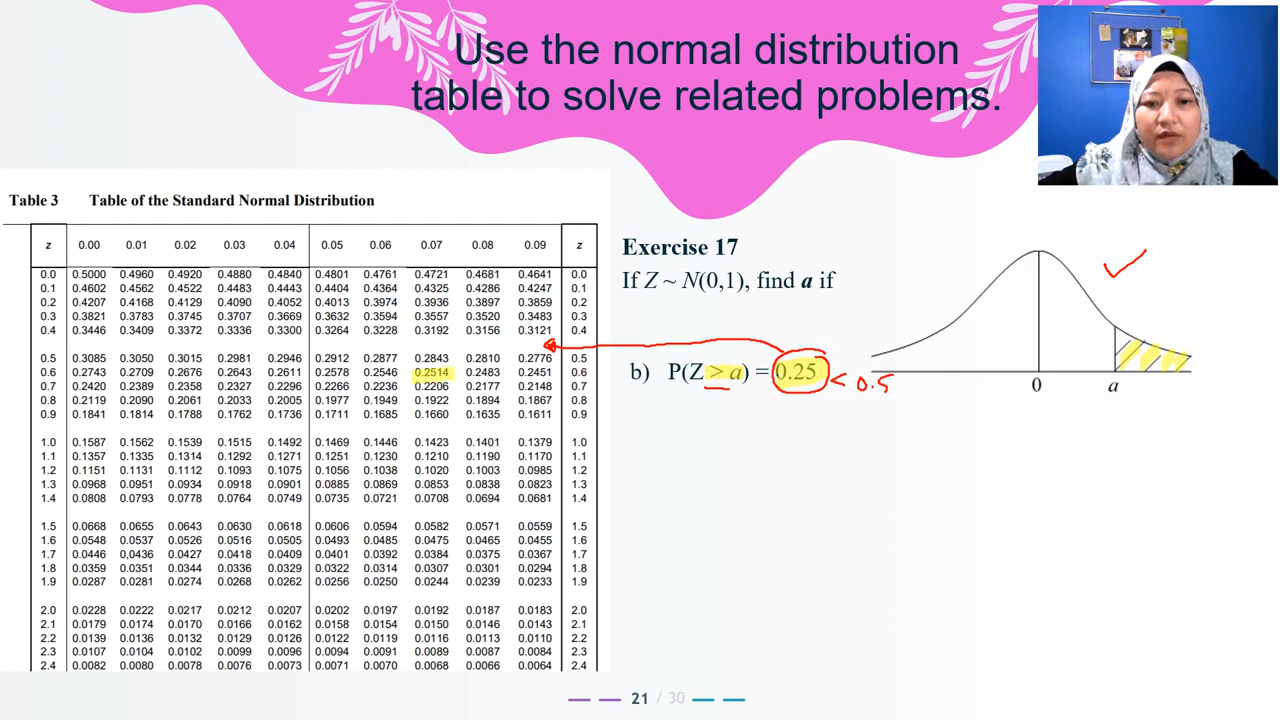 Use the normal distribution
table to solve related problems.
Table 3 Table of the Standard Normal Distribution
z 0.00 0.01 0.02 0.03 0.04 0.05 0.06 0.07 0.08 0.09 z
0.0 0.5000 0.4960 0.4920 0.4880 0.4840 0.4801 0.4761 0.4721 0.4681 0.4641 0.0
0.1 0.4602 0.4562 0.4522 0.4483 0.4443 0.4404 0.4364 0.4325 0.4286 0.4247 0.1
0.2 0.4207 0.4168 0.4129 0.4090 0.4052 0.4013 0.3974 0.3936 0.3897 0.3859 0.2
0.3 0.3821 0.3783 0.3745 0.3707 0.3669 0.3632 0.3594 0.3557 0.3520 0.3483 0.3
0.4 0.3446 0.3409 0.3372 0.3336 0.3300 0.3264 0.3228 0.3192 0.3156 0.3121 0.4
0.5 0.3085 0.3050 0.3015 0.2981 0.2946 0.2912 0.2877 0.2843 0.2810 0.2776 0.5
0.6 0.2743 0.2709 0.2676 0.2643 0.2611 0.2578 0.2546 0.2514 0.2483 0.2451 0.6
0.7 0.2420 0.2389 0.2358 0.2327 0.2296 0.2266 0.2236 0.2206 0.2177 0.2148 0.7
0.8 0.2119 0.2090 0.2061 0.2033 0.2005 0.1977 0.1949 0.1922 0.1894 0.1867 0.8
0.9 0.1841 0.1814 0.1788 0.1762 0.1736 0.1711 0.1685 0.1660 0.1635 0.1611 0.9
1.0 0.1587 0.1562 0.1539 0.1515 0.1492 0.1469 0.1446 0.1423 0.1401 0.1379 1.0
1.1 0.1357 0.1335 0.1314 0.1292 0.1271 0.1251 0.1230 0.1210 0.1190 0.1170 1.1
1.2 0.1151 0.1131 0.1112 0.1093 0.1075 0.1056 0.1038 0.1020 0.1003 0.0985 1.2
1.3 0.0968 0.0951 0.0934 0.0918 0.0901 0.0885 0.0869 0.0853 0.0838 0.0823 1.3
1.4 0.0808 0.0793 0.0778 0.0764 0.0749 0.0735 0.0721 0.0708 0.0694 0.0681 1.4
1.5 0.0668 0.0655 0.0643 0.0630 0.0618 0.0606 0.0594 0.0582 0.0571 0.0559 1.5
1.6 0.0548 0.0537 0.0526 0.0516 0.0505 0.0493 0.0485 0.0475 0.0465 0.0455 1.6
1.7 0.0446 0,0436 0.0427 0.0418 0.0409 0.0401 0.0392 0.0384 0.0375 0.0367 1.7
1.8 0.0359 0.0351 0.0344 0.0336 0.0329 0.0322 0.0314 0.0307 0.0301 0.0294 1.8
1.9 0.0287 0.0281 0.0274 0.0268 0.0262 0.0256 0.0250 0.0244 0.0239 0.0233 1.9
2.0 0.0228 0.0222 0.0217 0.0212 0.0207 0.0202 0.0197 0.0192 0.0187 0.0183 2.0
2.1 0.0179 0.0174 0.0170 0.0166 0.0162 0.0158 0.0154 0.0150 0.0146 0.0143 2.1
2.2 0.0139 0.0136 0.0132 0.0129 0.0126 0.0122 0.0119 0.0116 0.0113 0.0110 2.2
2.3 0.0107 0.0104 0.0102 0.0099 0.0096 0.0094 0.0091 0.0089 0.0087 0.0084 2.3
2.4 0.0082 0.0080 0.0078 0.0076 0.0073 0.0071 0.0070 0.0068 0.0066 0.0064 2.4
Exercise 17
If Z ~ N(0,1), find a if
b) P(Z > a) = 0.25 < 0.5
0 a
21 / 30